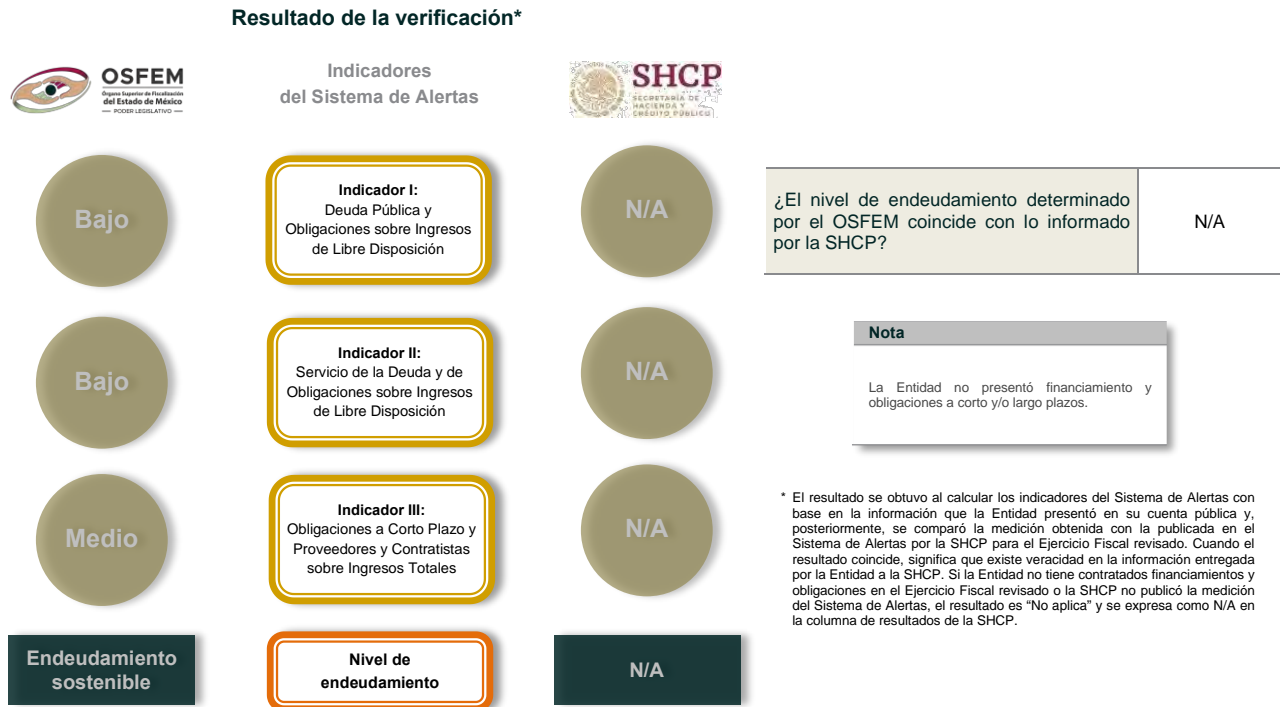 Resultado de la verificación*
OSFEM
Órgano Superior de Fiscalización
del Estado de México
PODER LEGISLATIVO
Indicadores
del Sistema de Alertas
SHCP
SECRETARÍA DE
HACIENDA Y
CRÉDITO PÚBLICO
Bajo
Indicador I:
Deuda Pública y
Obligaciones sobre Ingresos
de Libre Disposición
N/A
Bajo
Indicador II:
Servicio de la Deuda y de
Obligaciones sobre Ingresos
de Libre Disposición
N/A
Medio
Indicador III:
Obligaciones a Corto Plazo y
Proveedores y Contratistas
sobre Ingresos Totales
N/A
Endeudamiento
sostenible
Nivel de
endeudamiento
N/A
¿El nivel de endeudamiento determinado
por el OSFEM coincide con lo informado
por la SHCP?
N/A
Nota
La Entidad no presentó financiamiento y
obligaciones a corto y/o largo plazos.
* El resultado se obtuvo al calcular los indicadores del Sistema de Alertas con
base en la información que la Entidad presentó en su cuenta pública y,
posteriormente, se comparó la medición obtenida con la publicada en el
Sistema de Alertas por la SHCP para el Ejercicio Fiscal revisado. Cuando el
resultado coincide, significa que existe veracidad en la información entregada
por la Entidad a la SHCP. Si la Entidad no tiene contratados financiamientos y
obligaciones en el Ejercicio Fiscal revisado o la SHCP no publicó la medición
del Sistema de Alertas, el resultado es “No aplica” y se expresa como N/A en
la columna de resultados de la SHCP.